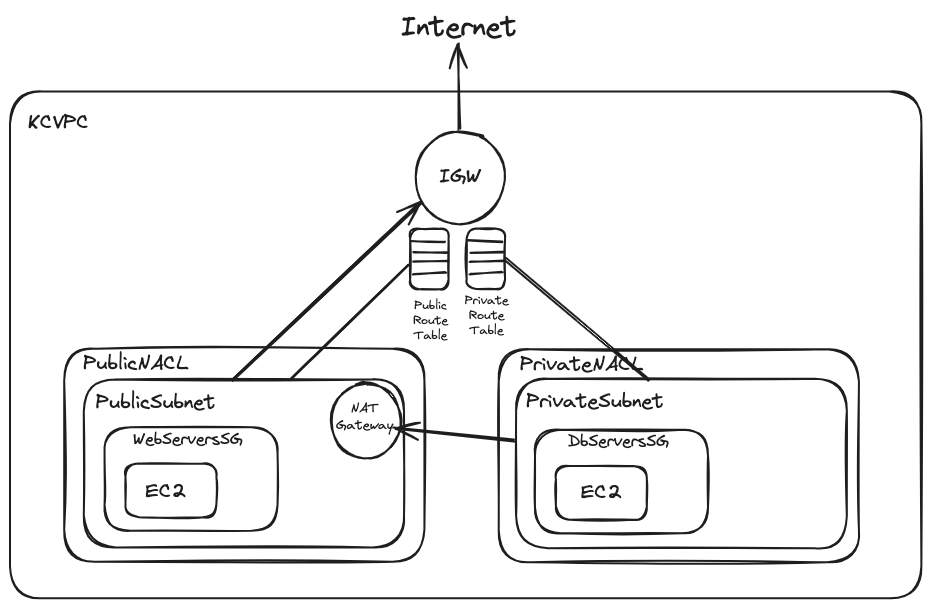 Internet
KCVPC
IGW
Public
Route
Table
Private
Route
Table
PublicNACL
PublicSubnet
WebServersSG
EC2
NAT
Gateway
PrivateNACL
PrivateSubnet
DbServersSG
EC2